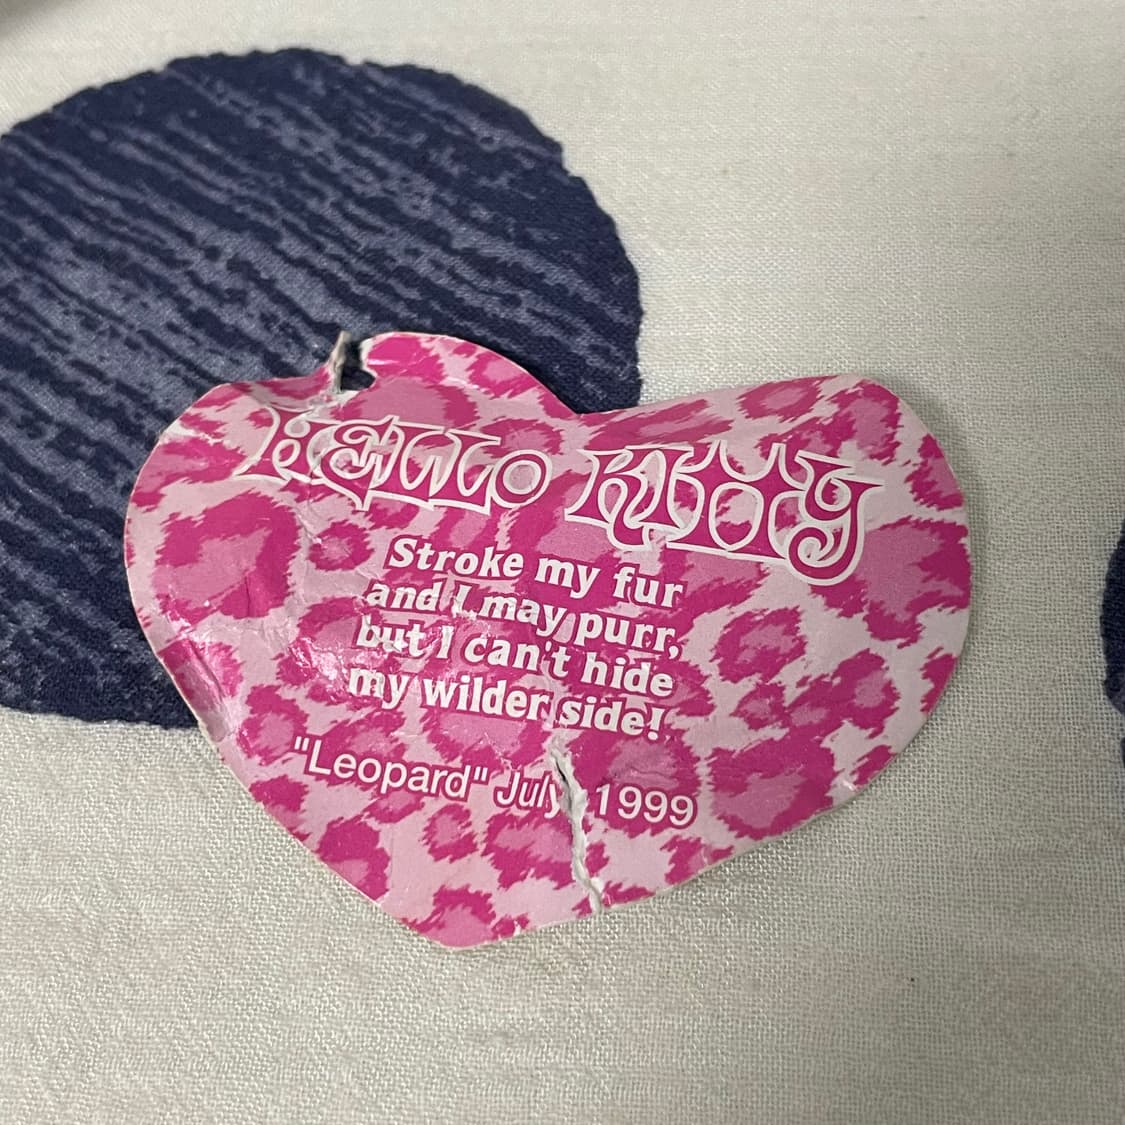 HELLO KITTY
Stroke my fur
and I may purr,
but I can't hide
my wilder side!
"Leopard" July 1999